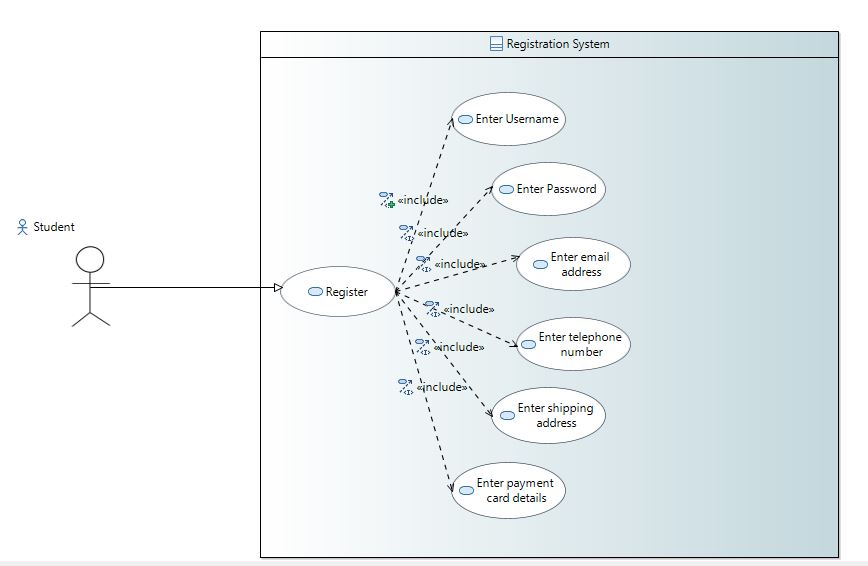 Registration System
Enter Username
Enter Password
«include»
Student
«include»
Enter email
address
«include»
Register
«include»
Enter telephone
number
«include»
«include»
Enter shipping
address
Enter payment
card details